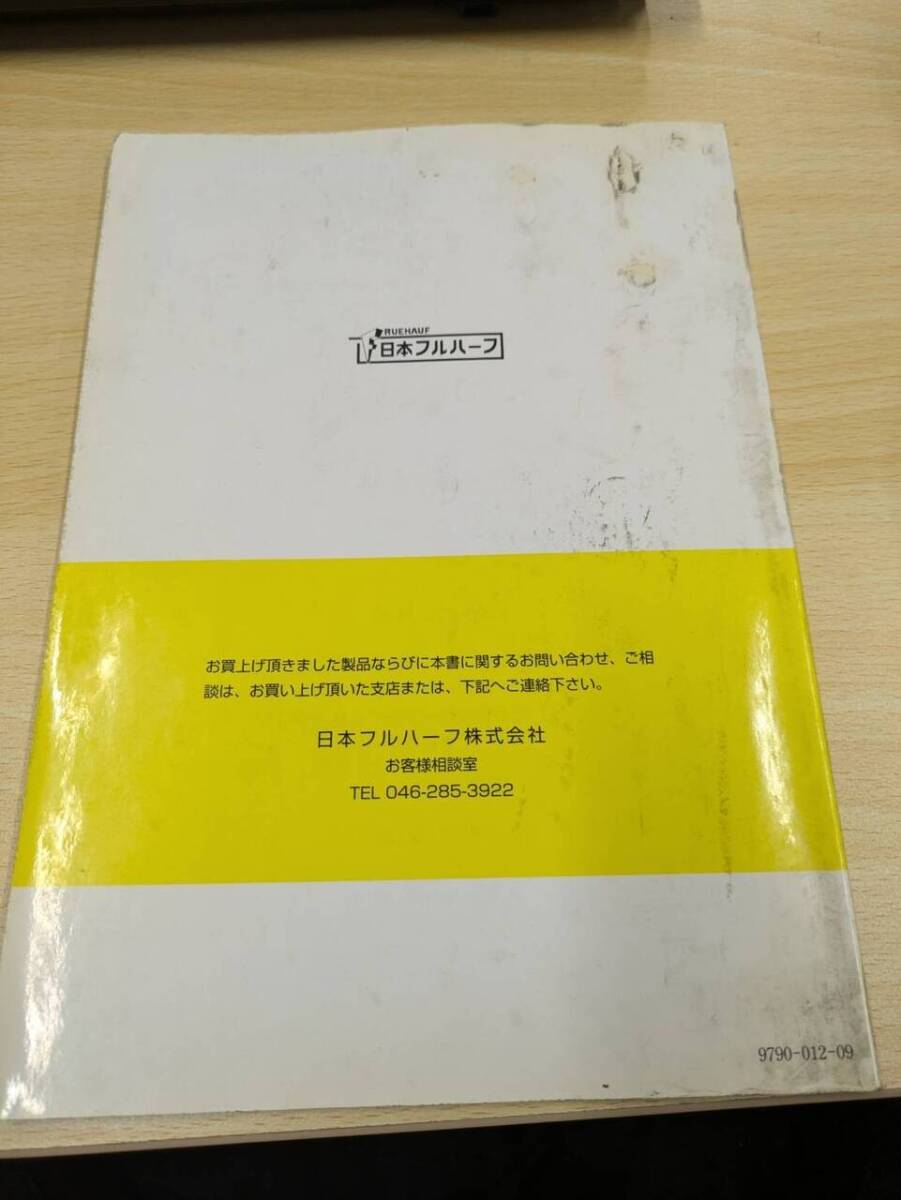 RUEHAUF
日本フルハーフ
お買上げ頂きました製品ならびに本書に関するお問い合わせ、ご相
談は、お買い上げ頂いた支店または、下記へご連絡下さい。
日本フルハーフ株式会社
お客様相談室
TEL 046-285-3922
9790-012-09